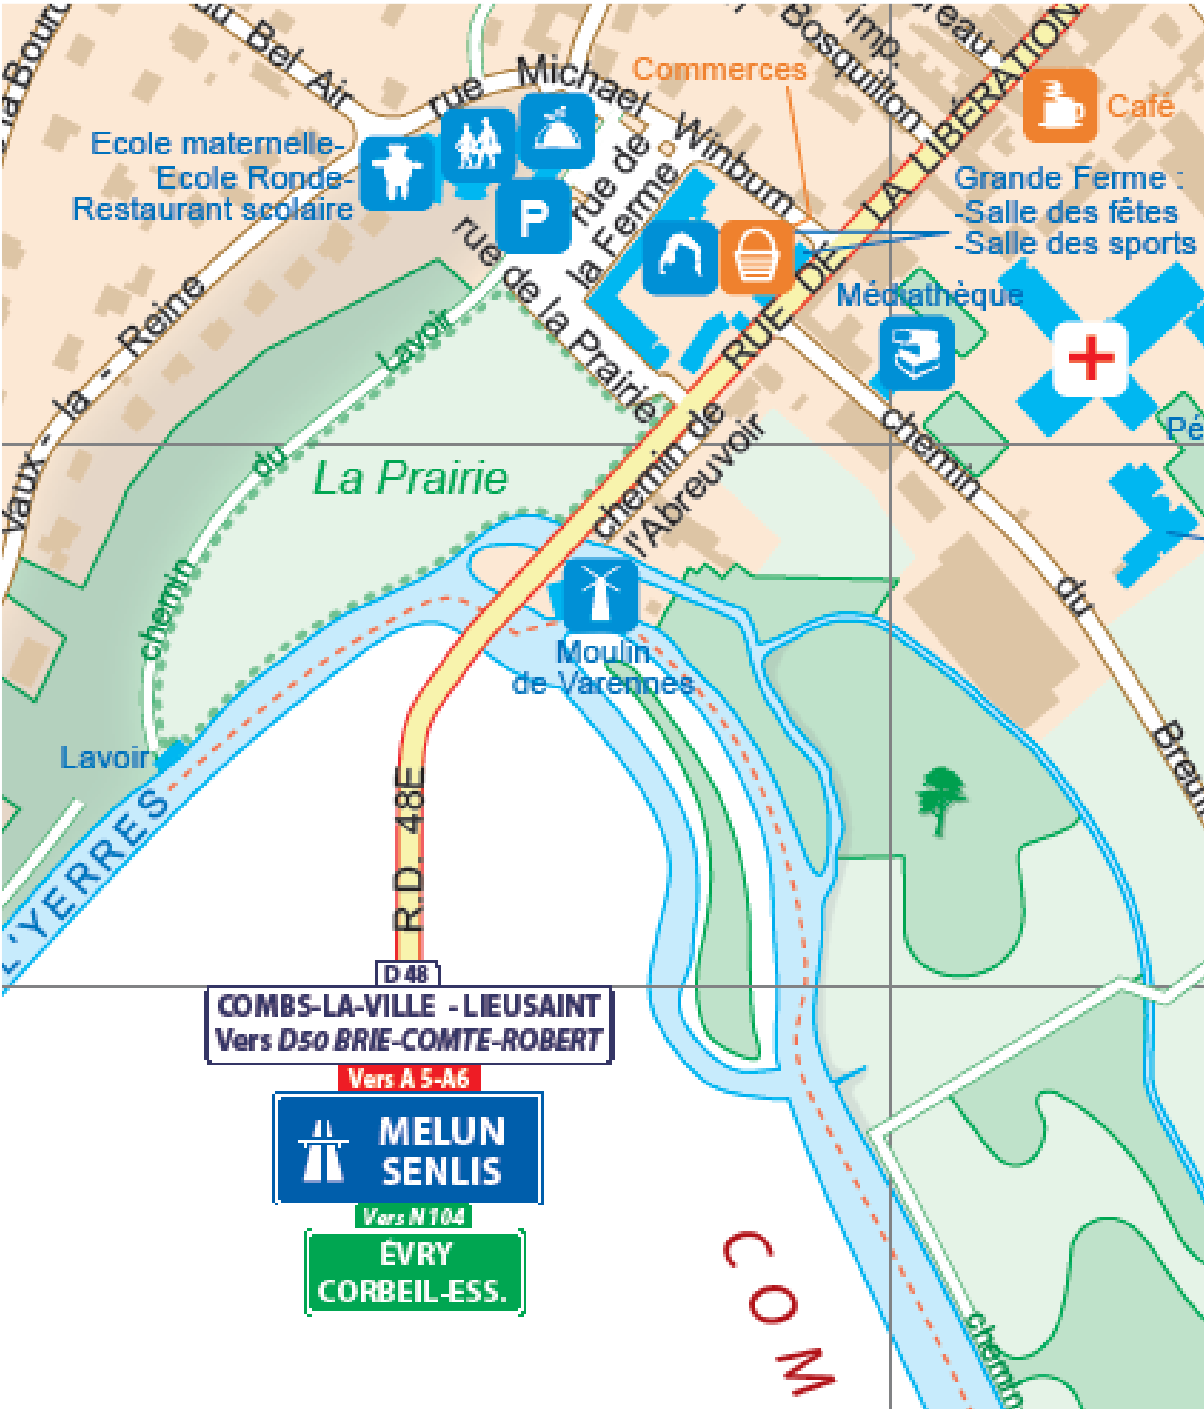 Bel Air
rue
Michael
Winburn
Commerces
Bosquillon
imp.
Café
RUE DE LA LIBÉRATION
Ecole maternelle-
Ecole Ronde-
Restaurant scolaire
P
rue de
la Ferme
Grande Ferme :
-Salle des fêtes
-Salle des sports
Médiathèque
rue de la Prairie
Vaux - la - Reine
chemin du Lavoir
La Prairie
chemin de
l'Abreuvoir
chemin du
Moulin
de Varennes
Lavoir
L'YERRES
R.D. 48E
D 48
COMBS-LA-VILLE - LIEUSAINT
Vers D50 BRIE-COMTE-ROBERT
Vers A 5-A6
MELUN
SENLIS
Vers N 104
ÉVRY
CORBEIL-ESS.
COM
chemin